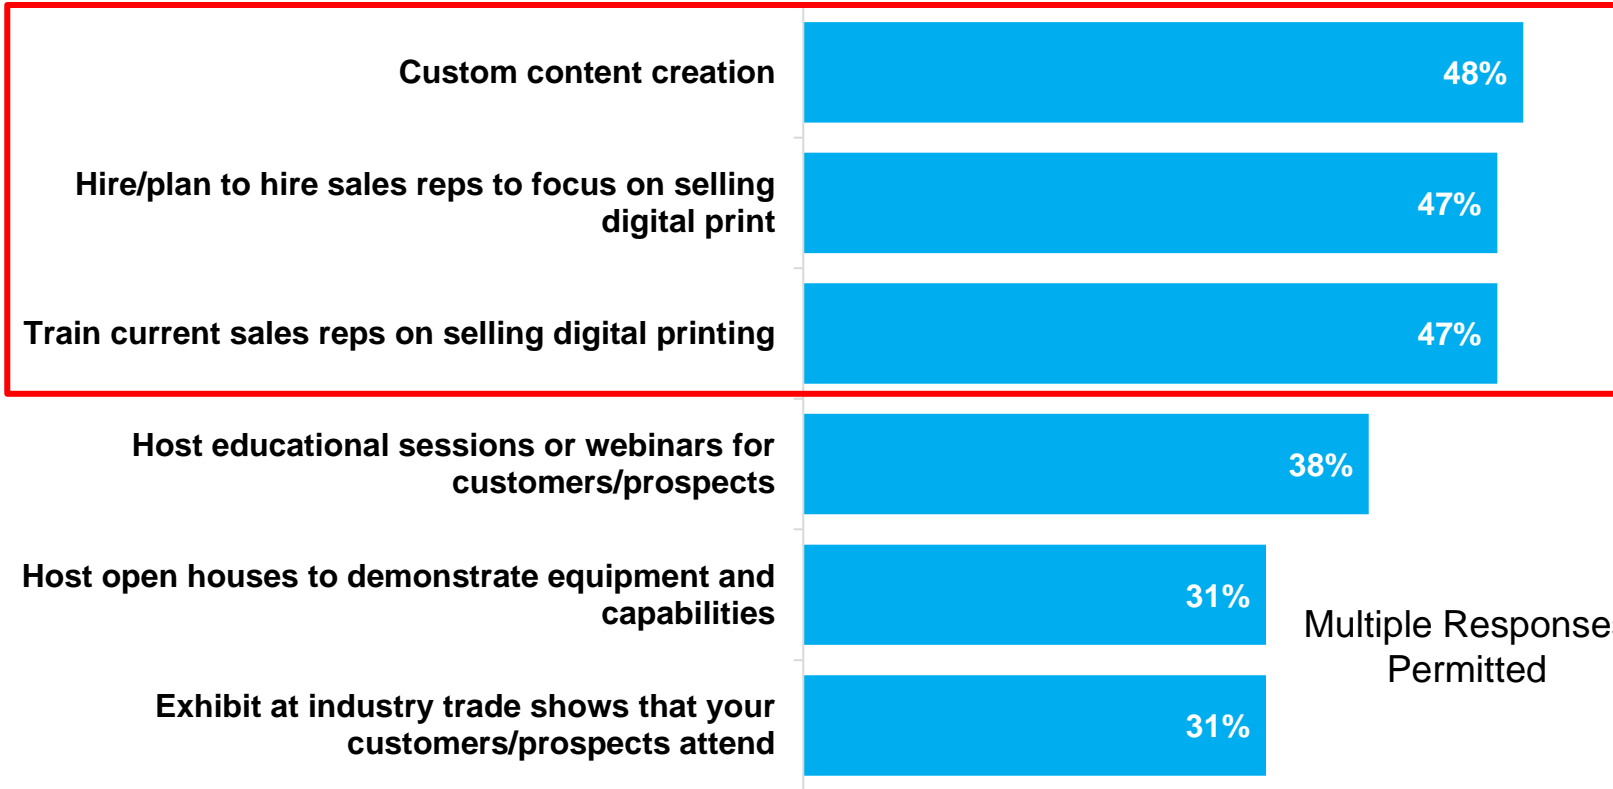 Custom content creation
48%
Hire/plan to hire sales reps to focus on selling
digital print
47%
Train current sales reps on selling digital printing
47%
Host educational sessions or webinars for
customers/prospects
38%
Host open houses to demonstrate equipment and
capabilities
31%
Multiple Responses
Permitted
Exhibit at industry trade shows that your
customers/prospects attend
31%